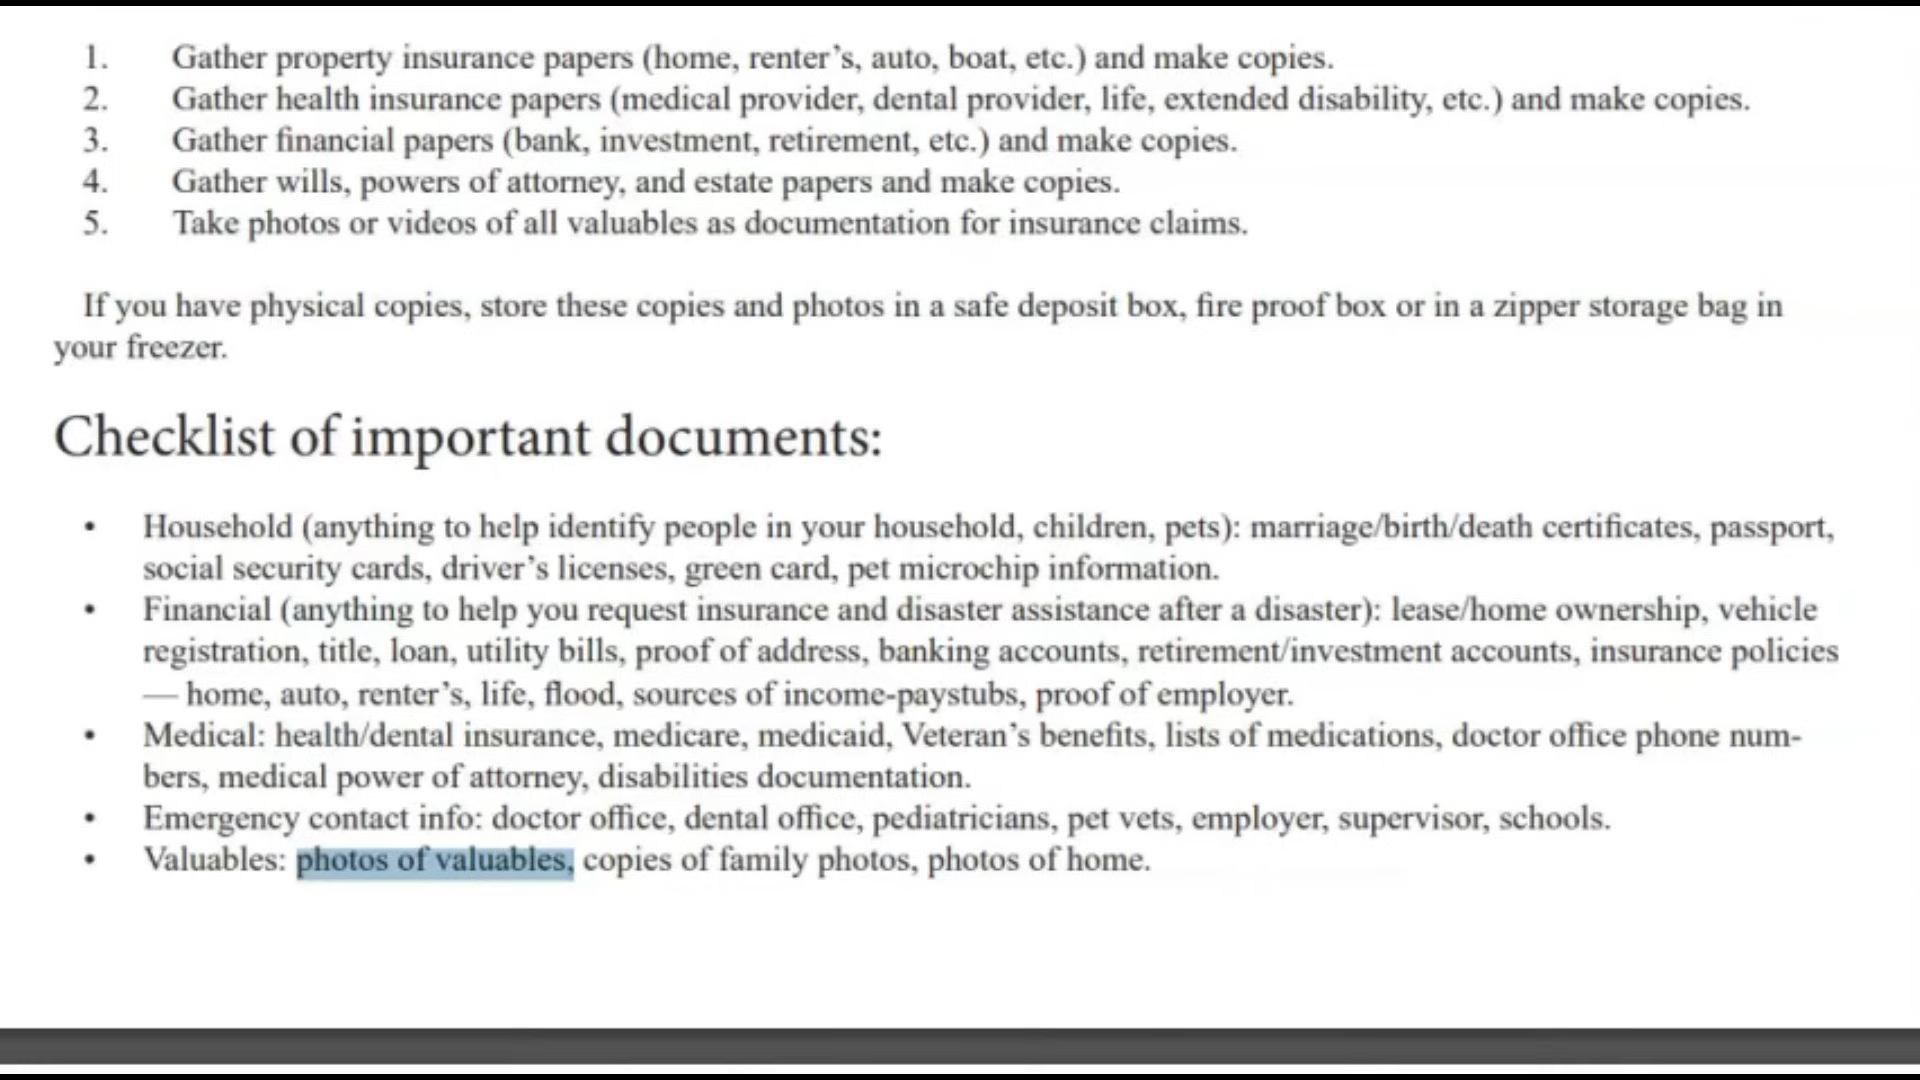 1. Gather property insurance papers (home, renter’s, auto, boat, etc.) and make copies.
2. Gather health insurance papers (medical provider, dental provider, life, extended disability, etc.) and make copies.
3. Gather financial papers (bank, investment, retirement, etc.) and make copies.
4. Gather wills, powers of attorney, and estate papers and make copies.
5. Take photos or videos of all valuables as documentation for insurance claims.
If you have physical copies, store these copies and photos in a safe deposit box, fire proof box or in a zipper storage bag in
your freezer.
Checklist of important documents:
• Household (anything to help identify people in your household, children, pets): marriage/birth/death certificates, passport,
social security cards, driver’s licenses, green card, pet microchip information.
• Financial (anything to help you request insurance and disaster assistance after a disaster): lease/home ownership, vehicle
registration, title, loan, utility bills, proof of address, banking accounts, retirement/investment accounts, insurance policies
— home, auto, renter’s, life, flood, sources of income-paystubs, proof of employer.
• Medical: health/dental insurance, medicare, medicaid, Veteran’s benefits, lists of medications, doctor office phone num-
bers, medical power of attorney, disabilities documentation.
• Emergency contact info: doctor office, dental office, pediatricians, pet vets, employer, supervisor, schools.
• Valuables: photos of valuables, copies of family photos, photos of home.